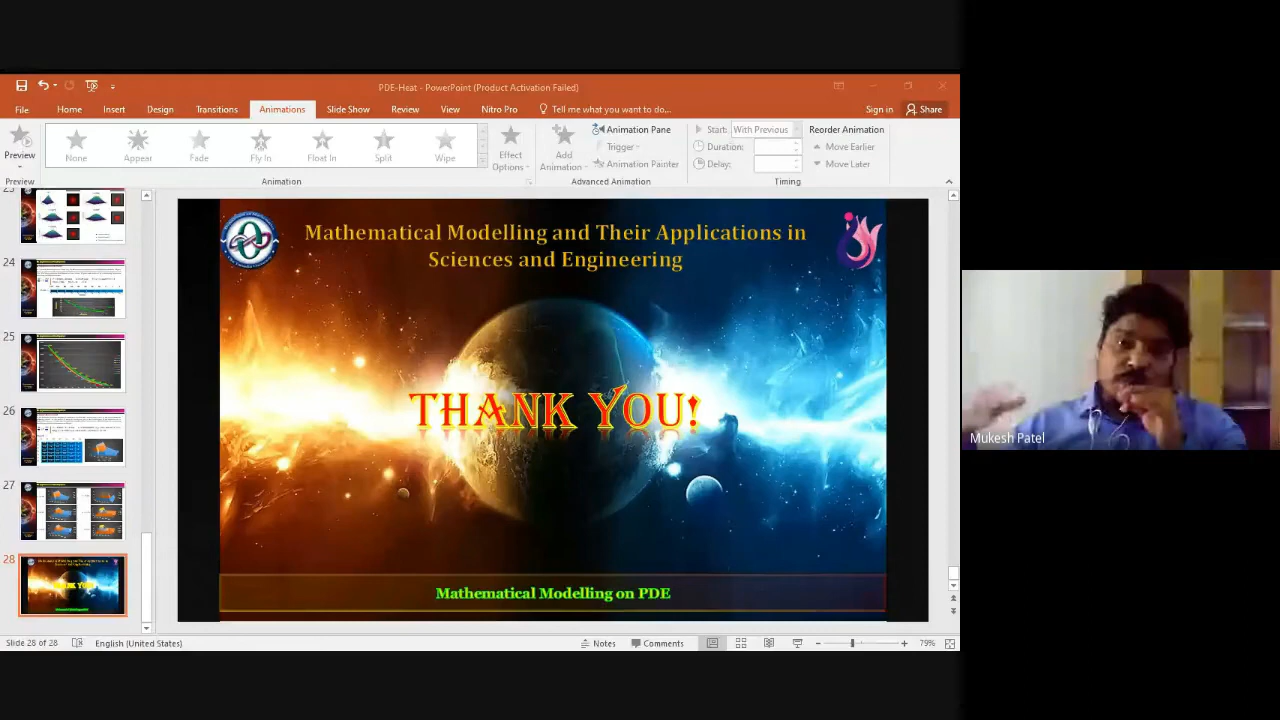 PDE-Heat - PowerPoint (Product Activation Failed)
File Home Insert Design Transitions Animations Slide Show Review View Nitro Pro Tell me what you want to do... Sign in Share
Preview
None Appear Fade Fly In Float In Split Wipe
Effect Options
Add Animation
Animation Pane
Trigger
Animation Painter
Start: With Previous
Duration:
Delay:
Reorder Animation
Move Earlier
Move Later
Preview Animation Advanced Animation Timing
24
25
26
27
28
Mathematical Modelling and Their Applications in
Sciences and Engineering
THANK YOU!
Mathematical Modelling on PDE
Mukesh Patel
Slide 28 of 28 English (United States) Notes Comments 79%